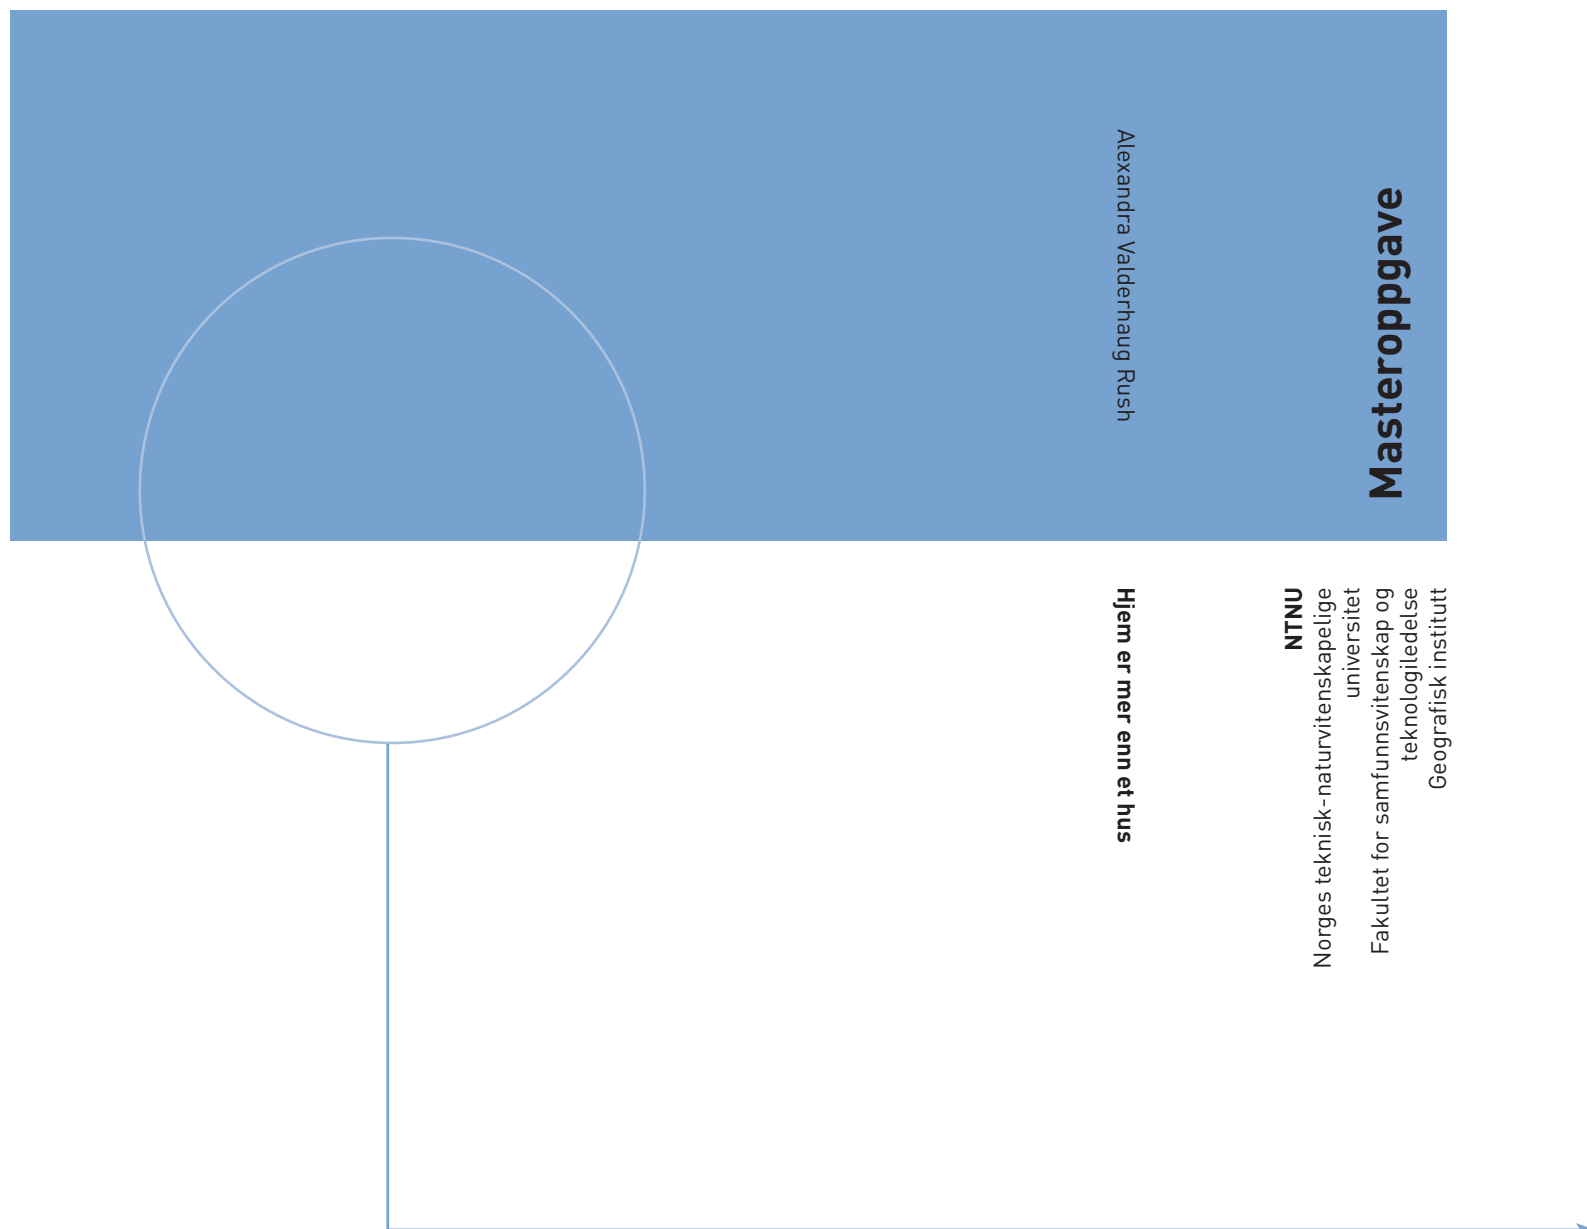 Masteroppgave
NTNU
Norges teknisk-naturvitenskapelige
universitet
Fakultet for samfunnsvitenskap og
teknologiledelse
Geografisk institutt
Alexandra Valderhaug Rush
Hjem er mer enn et hus